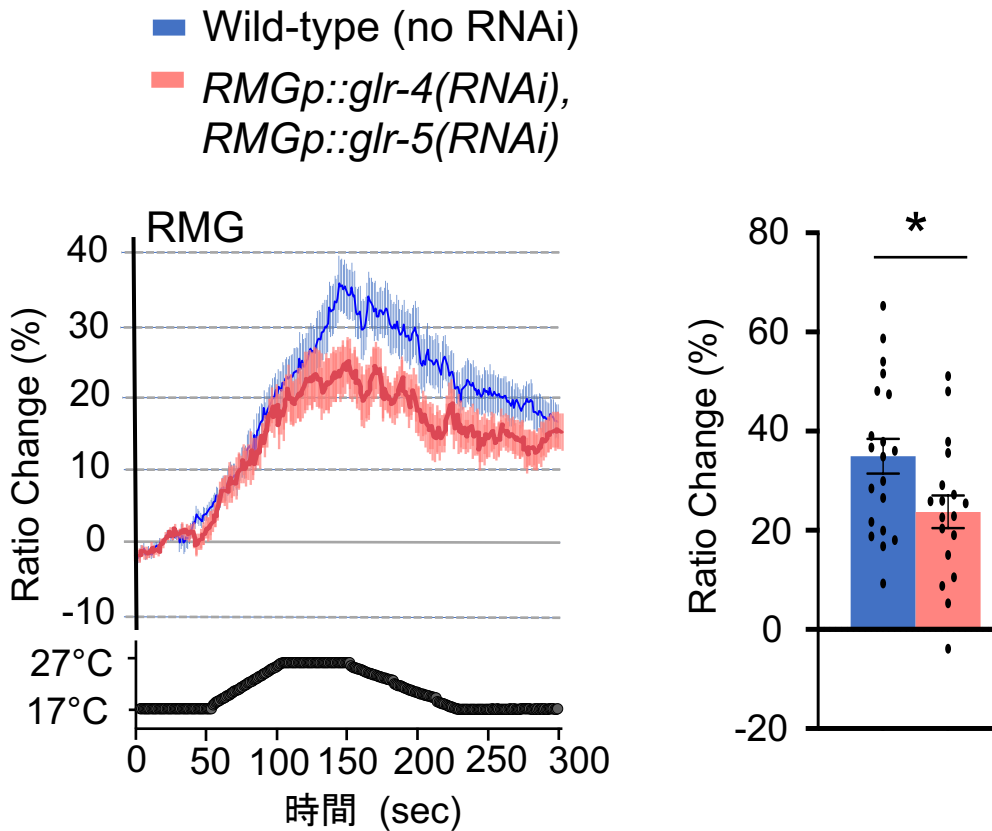 Wild-type (no RNAi)
RMGp::glr-4(RNAi),
RMGp::glr-5(RNAi)
RMG
Ratio Change (%)
40
30
20
10
0
-10
27°C
17°C
0 50 100 150 200 250 300
時間 (sec)
*
Ratio Change (%)
80
60
40
20
0
-20